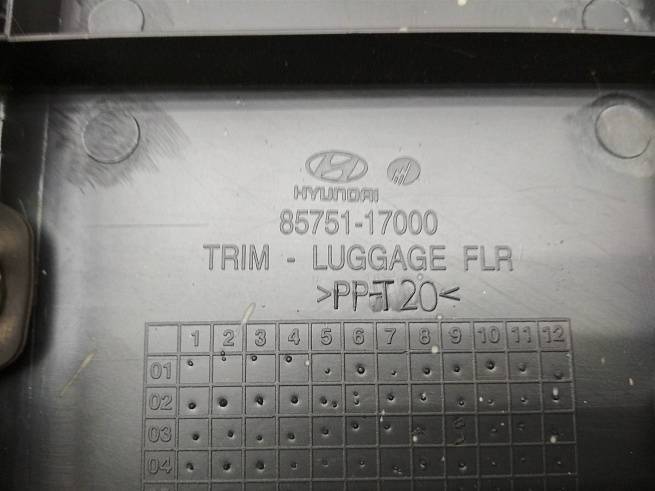 HYUNDAI
85751-17000
TRIM - LUGGAGE FLR
>PP-T20<
1 2 3 4 5 6 7 8 9 10 11 12
01
02
03
04